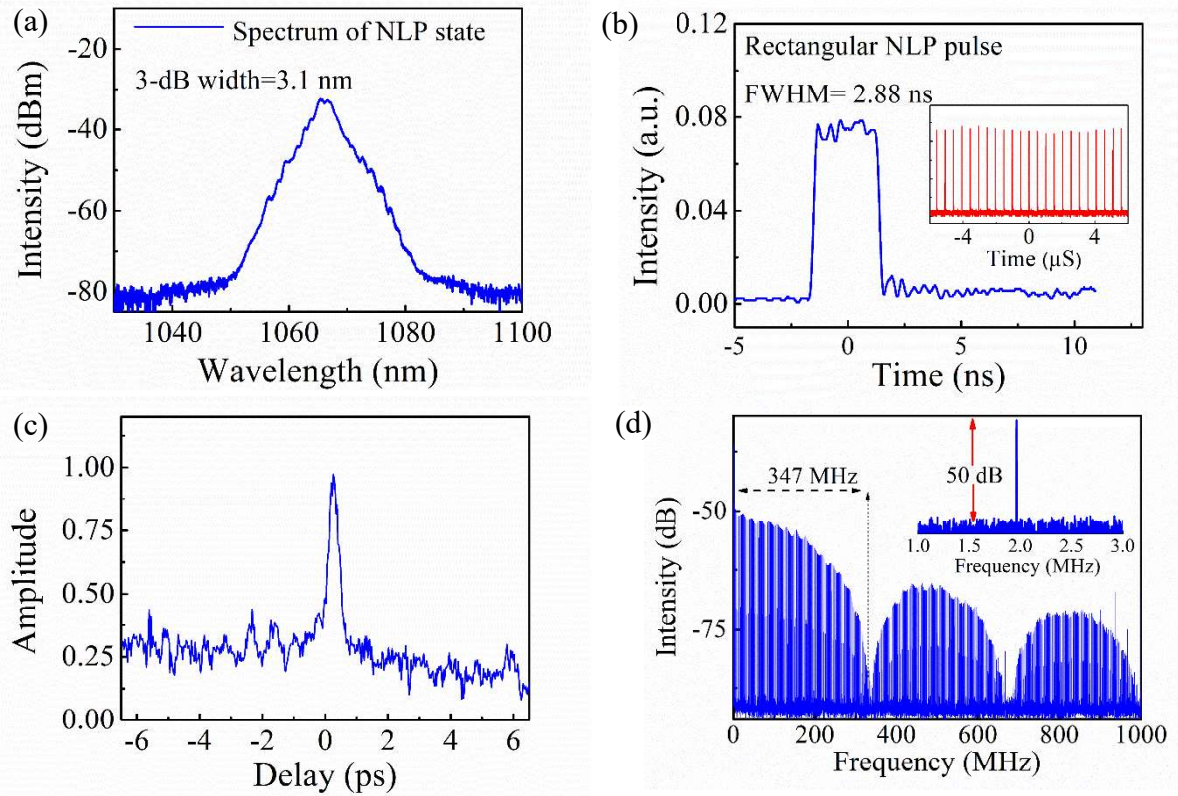 (a)
Spectrum of NLP state
3-dB width=3.1 nm
-20
-40
-60
-80
Intensity (dBm)
1040 1060 1080 1100
Wavelength (nm)
(b)
Rectangular NLP pulse
FWHM= 2.88 ns
0.12
0.08
0.04
0.00
Intensity (a.u.)
-4 0 4
Time (µS)
-5 0 5 10
Time (ns)
(c)
1.00
0.75
0.50
0.25
0.00
Amplitude
-6 -4 -2 0 2 4 6
Delay (ps)
(d)
347 MHz
50 dB
-50
-75
Intensity (dB)
1.0 1.5 2.0 2.5 3.0
Frequency (MHz)
0 200 400 600 800 1000
Frequency (MHz)